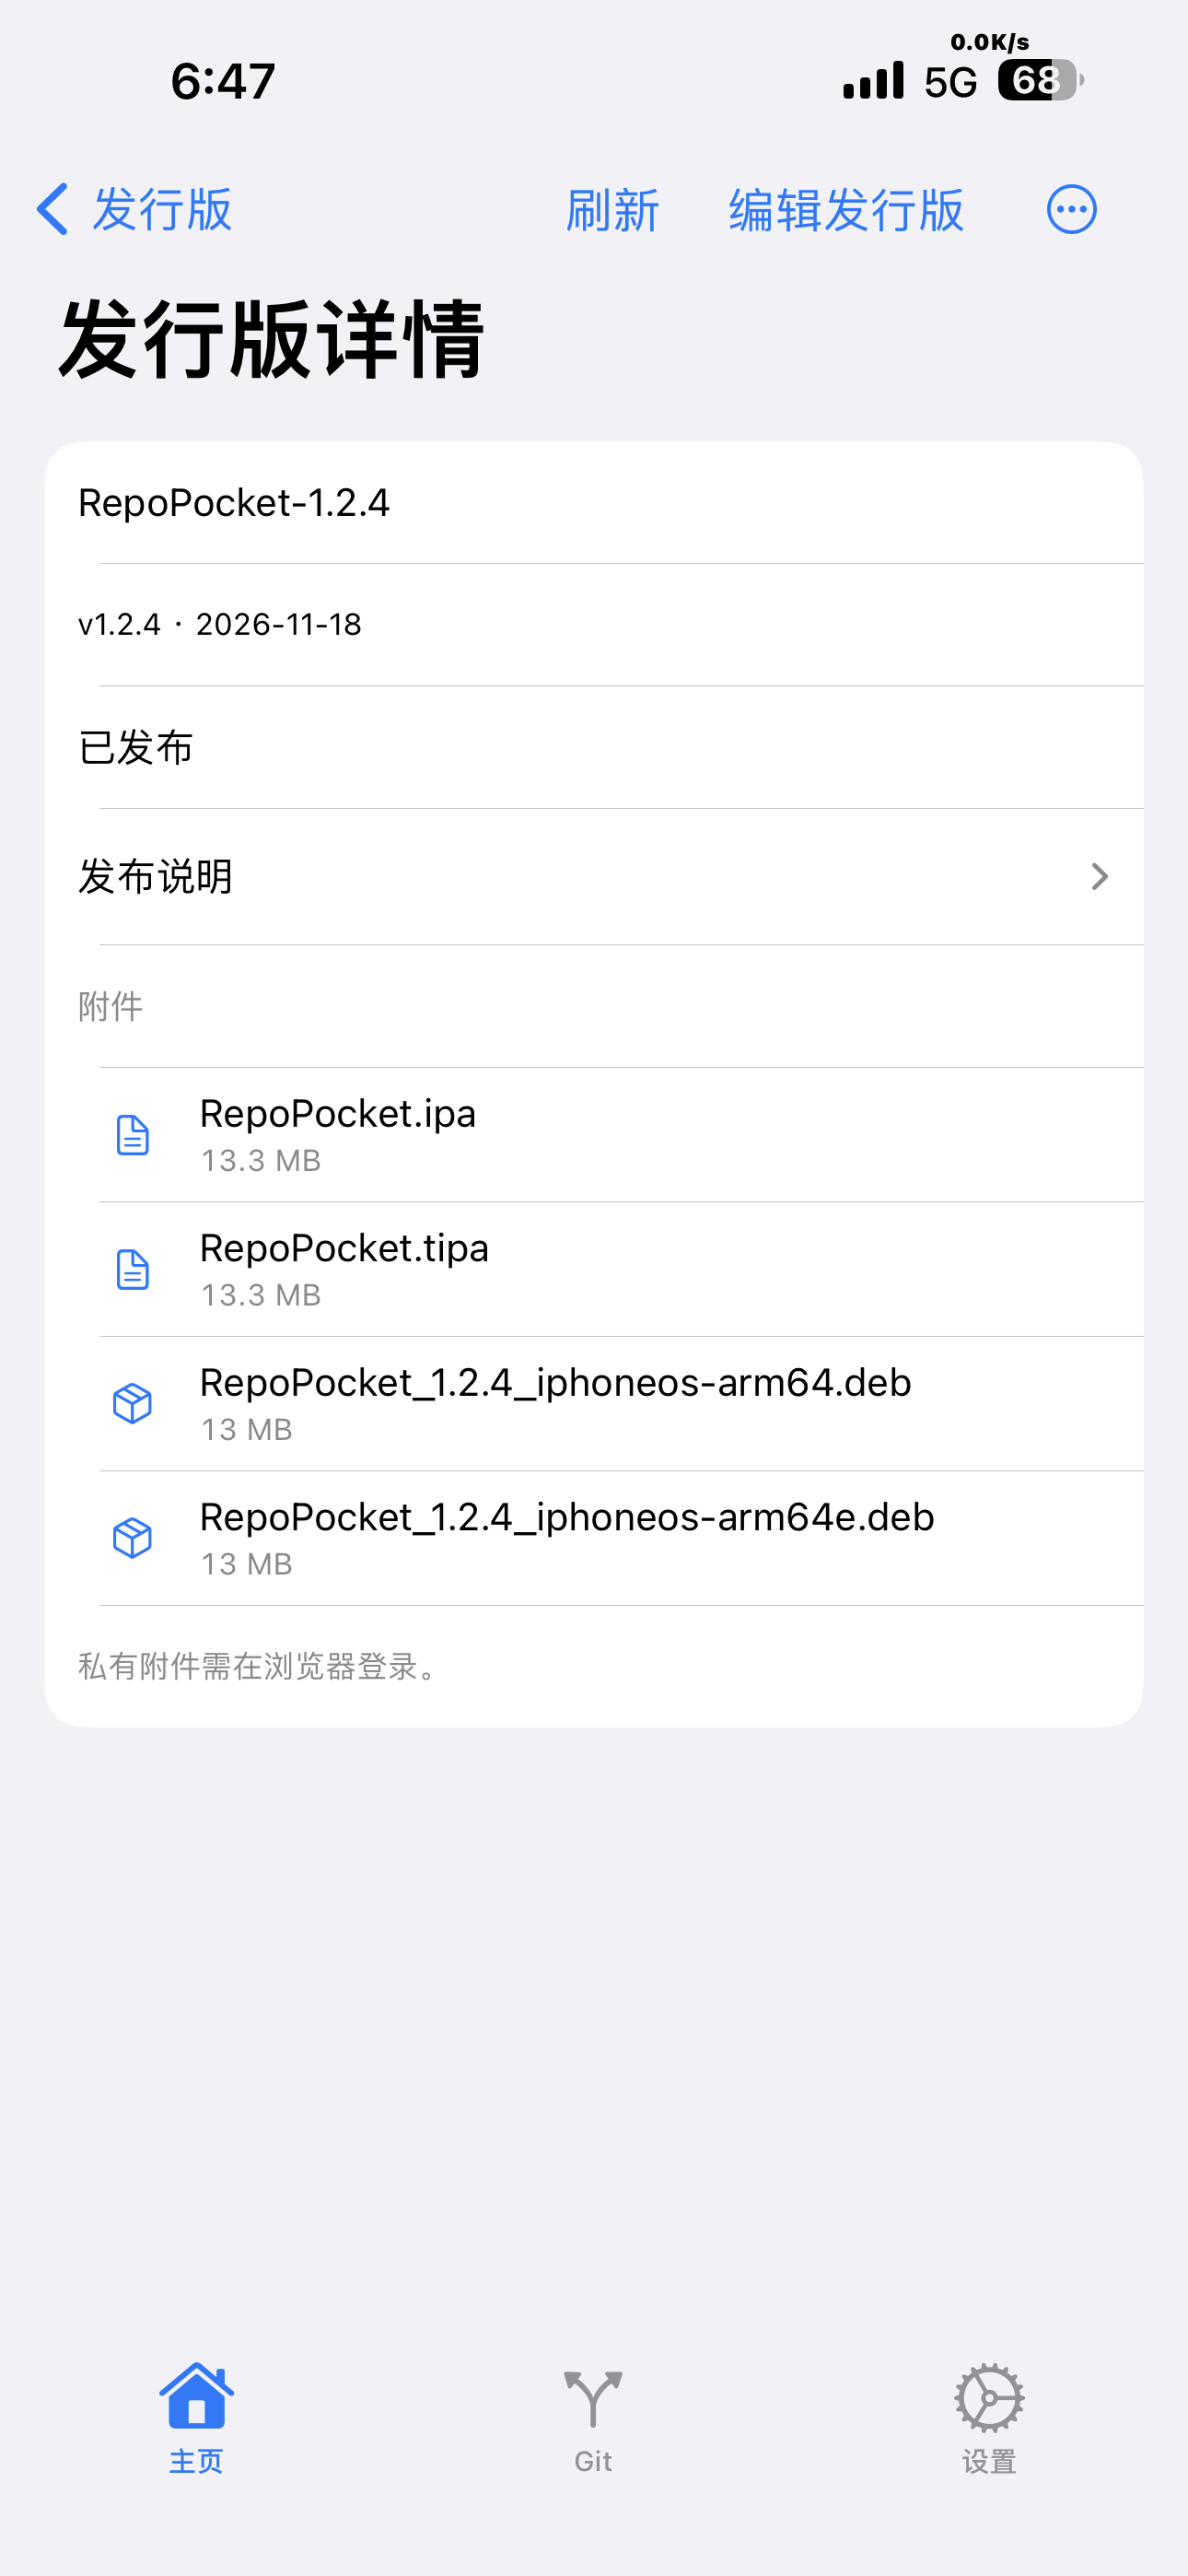 0.0K/s
6:47
5G
68
发行版
刷新
编辑发行版
发行版详情
RepoPocket-1.2.4
v1.2.4 · 2026-11-18
已发布
发布说明
附件
RepoPocket.ipa
13.3 MB
RepoPocket.tipa
13.3 MB
RepoPocket_1.2.4_iphoneos-arm64.deb
13 MB
RepoPocket_1.2.4_iphoneos-arm64e.deb
13 MB
私有附件需在浏览器登录。
主页
Git
设置